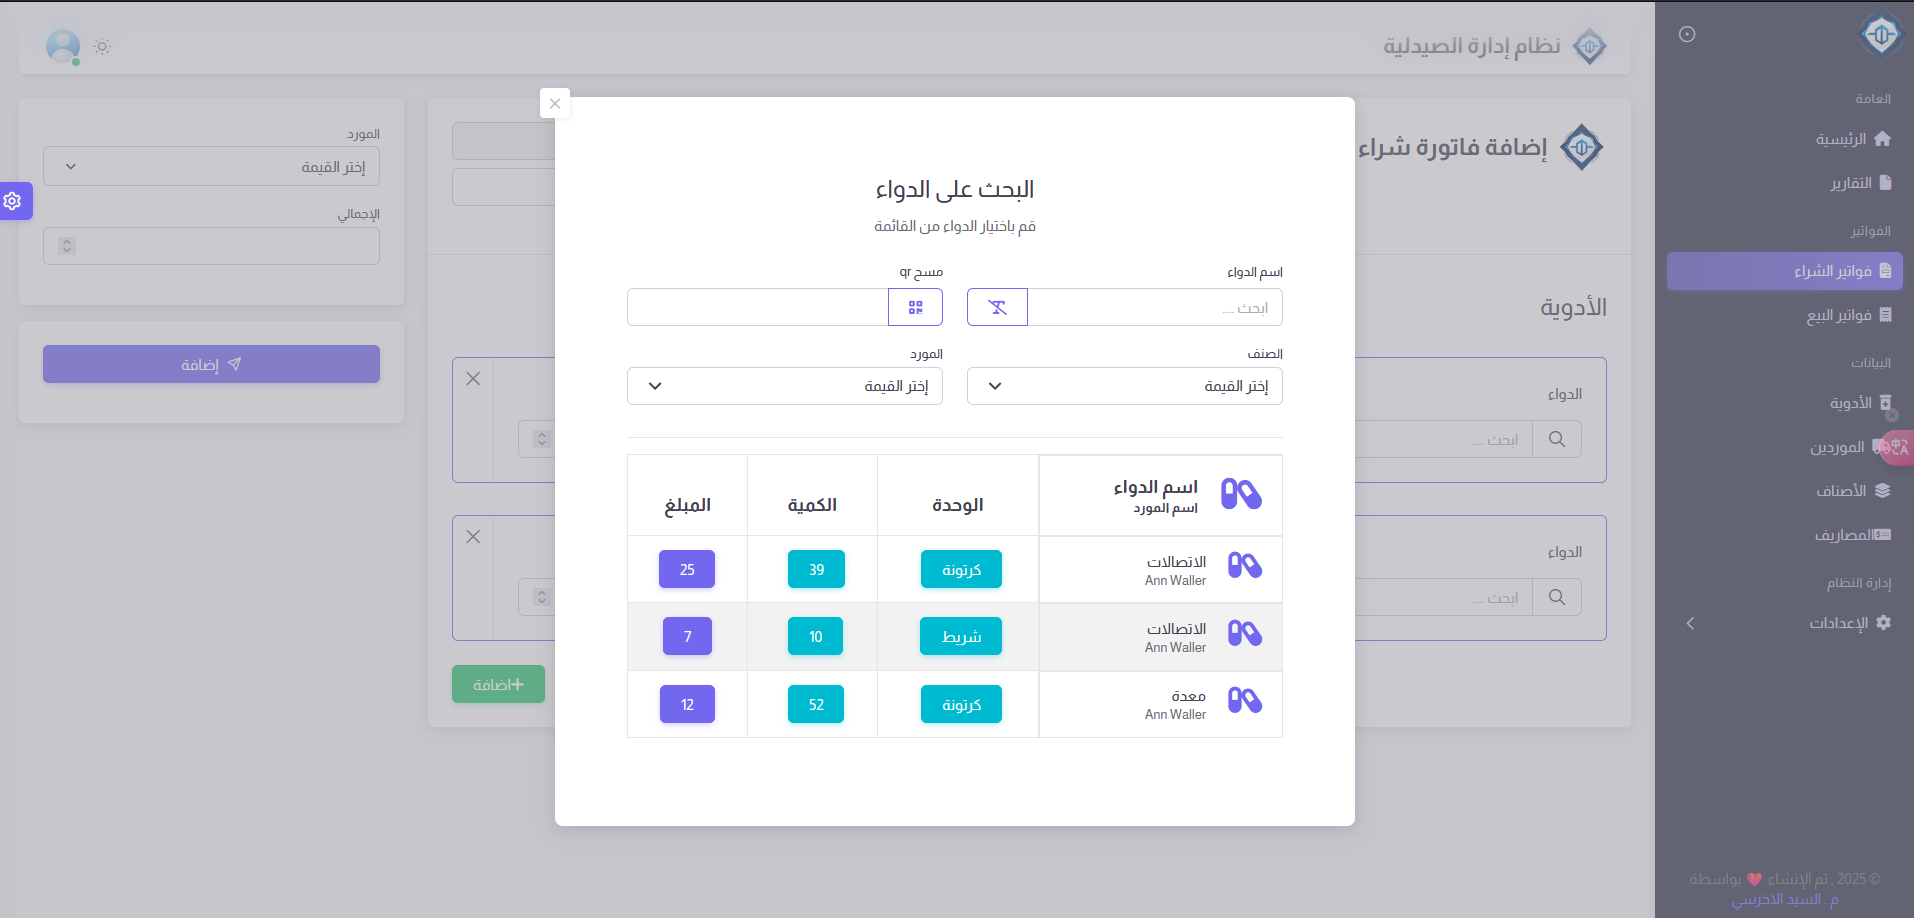 نظام إدارة الصيدلية
العامة
الرئيسية
التقارير
الفواتير
فواتير الشراء
فواتير البيع
البيانات
الأدوية
الموردين
الأصناف
المصاريف
إدارة النظام
الإعدادات
© 2025 , تم الإنشاء ❤️ بواسطة
م . السيد الاخرسي
إضافة فاتورة شراء
الأدوية
الدواء
ابحث ....
الدواء
ابحث ....
+اضافة
المورد
إختر القيمة
الإجمالي
إضافة
البحث على الدواء
قم باختيار الدواء من القائمة
اسم الدواء
مسح qr
ابحث ....
الصنف
المورد
إختر القيمة
إختر القيمة
اسم الدواء
اسم المورد
الوحدة
الكمية
المبلغ
الاتصالات
Ann Waller
كرتونة
39
25
الاتصالات
Ann Waller
شريط
10
7
معدة
Ann Waller
كرتونة
52
12